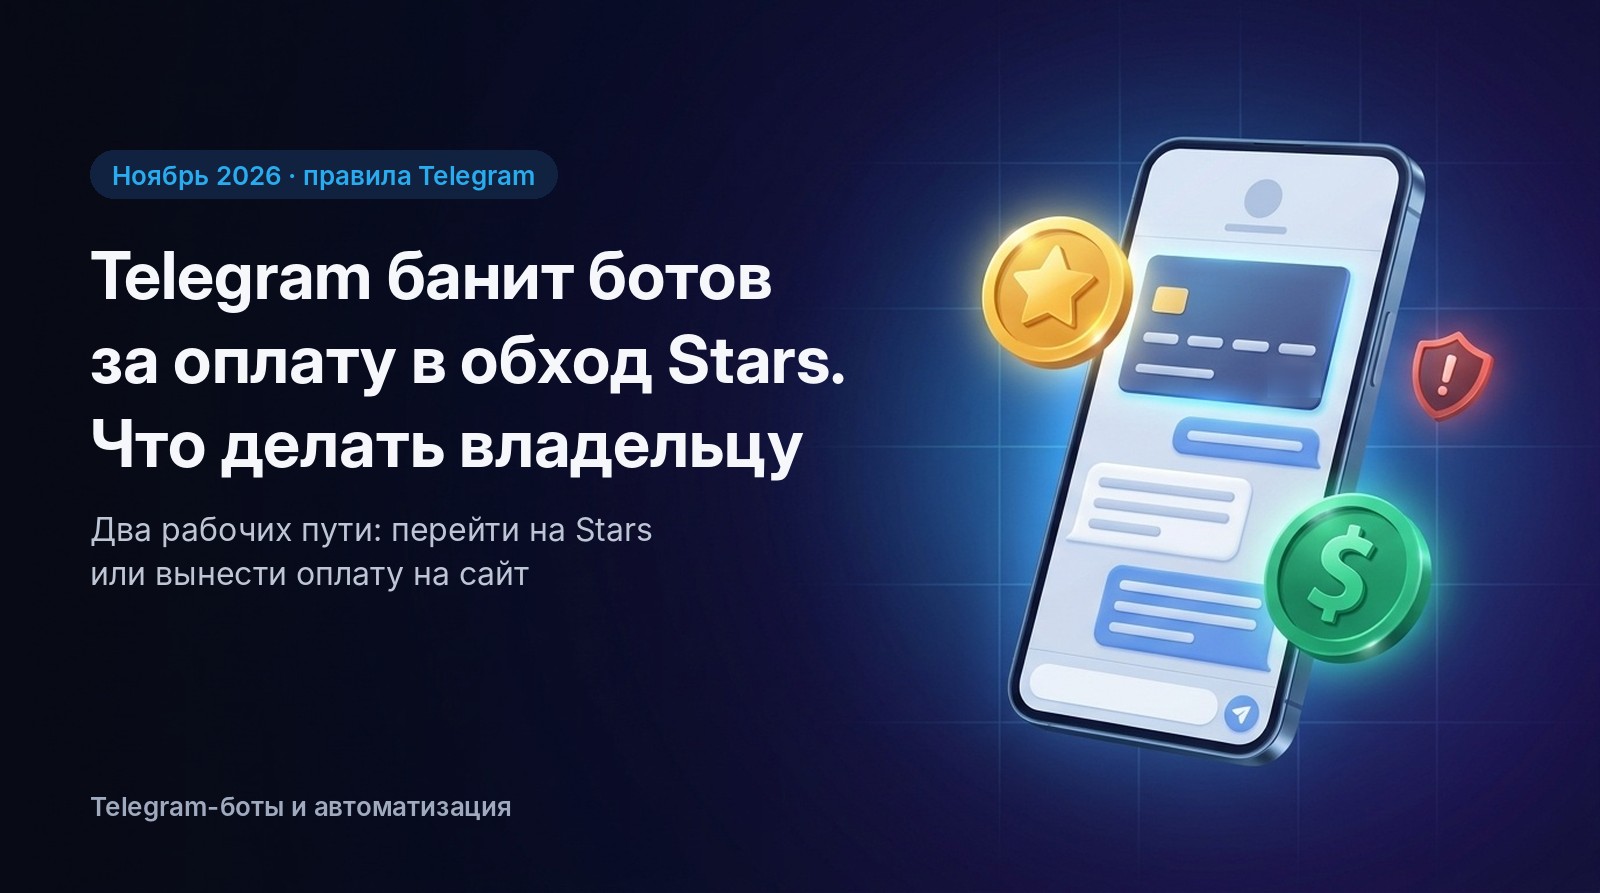 Ноябрь 2026 · правила Telegram
Telegram банит ботов
за оплату в обход Stars.
Что делать владельцу
Два рабочих пути: перейти на Stars
или вынести оплату на сайт
Telegram-боты и автоматизация